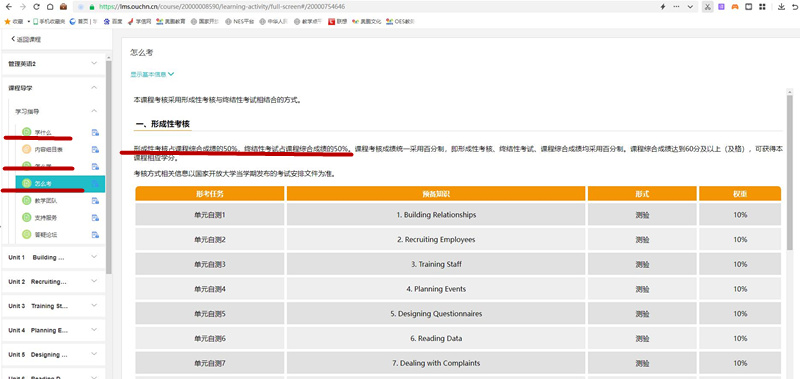 https://lms.ouchn.cn/course/20000008590/learning-activity/full-screen#/20000754646
收藏 手机收藏夹 首页 百度 学信网 奥鹏教育 国家开放 NES平台 中华人民 教学点 联想 奥鹏文化 DES教务
返回课程
管理英语2
课程导学
学习指导
学什么
内容细目表
怎么考
教学团队
支持服务
答疑论坛
Unit 1 Building ...
Unit 2 Recruiting...
Unit 3 Training St...
Unit 4 Planning E...
Unit 5 Designing ...
怎么考
显示基本信息
本课程考核采用形成性考核与终结性考试相结合的方式。
一、形成性考核
形成性考核占课程综合成绩的50%，终结性考试占课程综合成绩的50%。课程考核成绩统一采用百分制，即形成性考核、终结性考试、课程综合成绩均采用百分制。课程综合成绩达到60分及以上（及格），可获得本
课程相应学分。
考核方式相关信息以国家开放大学当学期发布的考试安排文件为准。
形考任务 预备知识 形式 权重
单元自测1 1. Building Relationships 测验 10%
单元自测2 2. Recruiting Employees 测验 10%
单元自测3 3. Training Staff 测验 10%
单元自测4 4. Planning Events 测验 10%
单元自测5 5. Designing Questionnaires 测验 10%
单元自测6 6. Reading Data 测验 10%
单元自测7 7. Dealing with Complaints 测验 10%